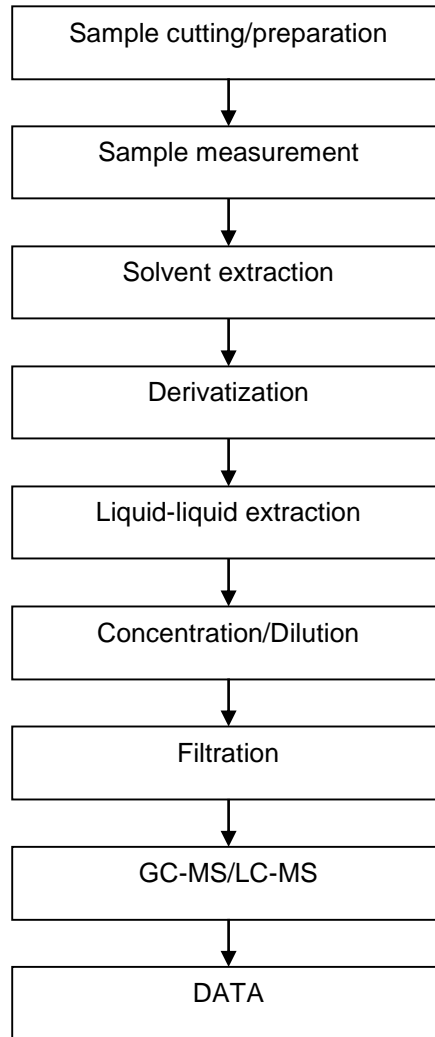 Sample cutting/preparation
Sample measurement
Solvent extraction
Derivatization
Liquid-liquid extraction
Concentration/Dilution
Filtration
GC-MS/LC-MS
DATA